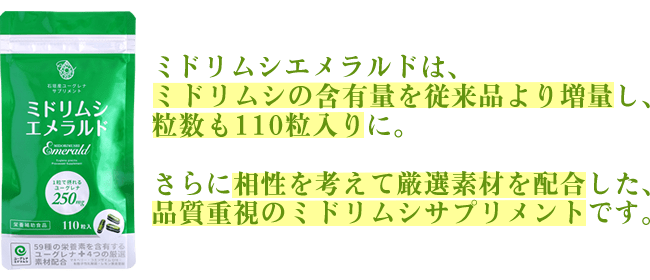 石垣産ユーグレナ
サプリメント
ミドリムシ
エメラルド
MIDORIMUSHI
Emerald
1粒で摂れる
ユーグレナ
250mg
栄養補助食品
110粒入
59種の栄養素を含有する
ユーグレナ+4つの厳選
素材配合
ミドリムシエメラルドは、
ミドリムシの含有量を従来品より増量し、
粒数も110粒入りに。
さらに相性を考えて厳選素材を配合した、
品質重視のミドリムシサプリメントです。